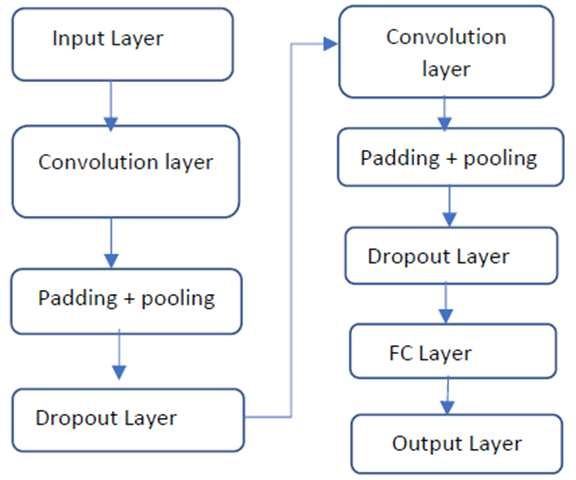 Input Layer
Convolution layer
Padding + pooling
Dropout Layer
Convolution
layer
Padding + pooling
Dropout Layer
FC Layer
Output Layer